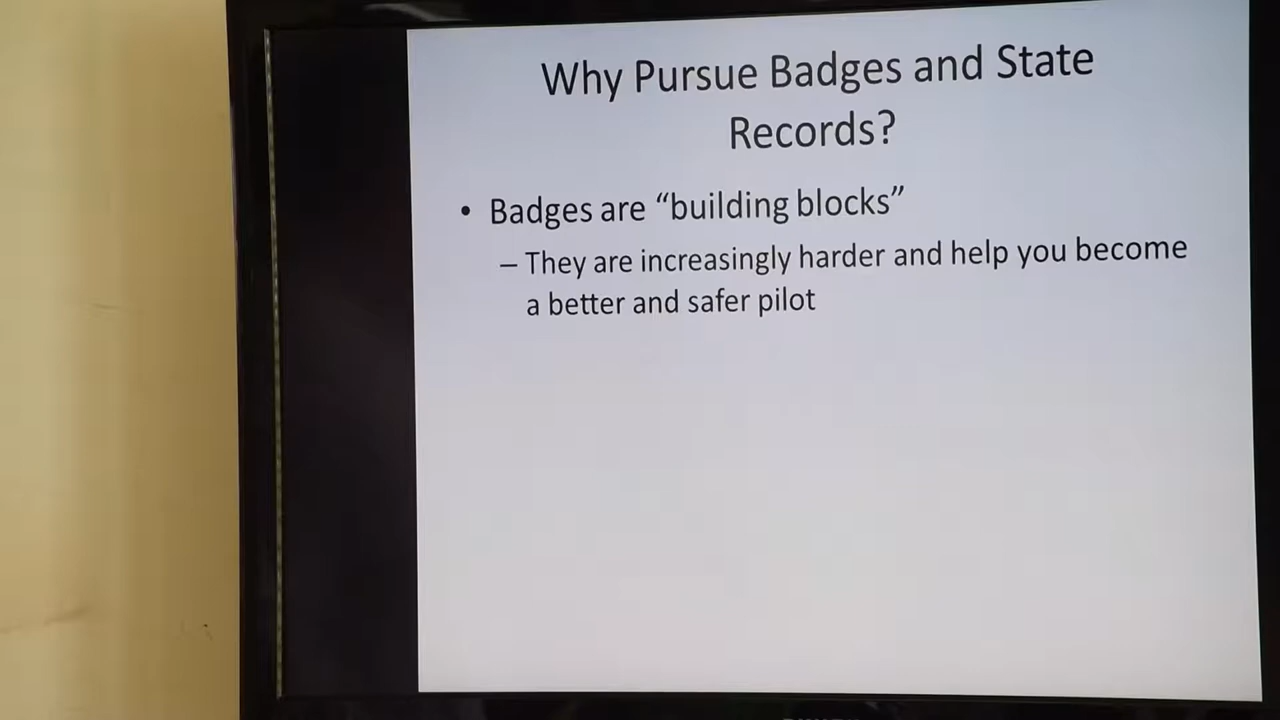 Why Pursue Badges and State
Records?
• Badges are “building blocks”
– They are increasingly harder and help you become
a better and safer pilot